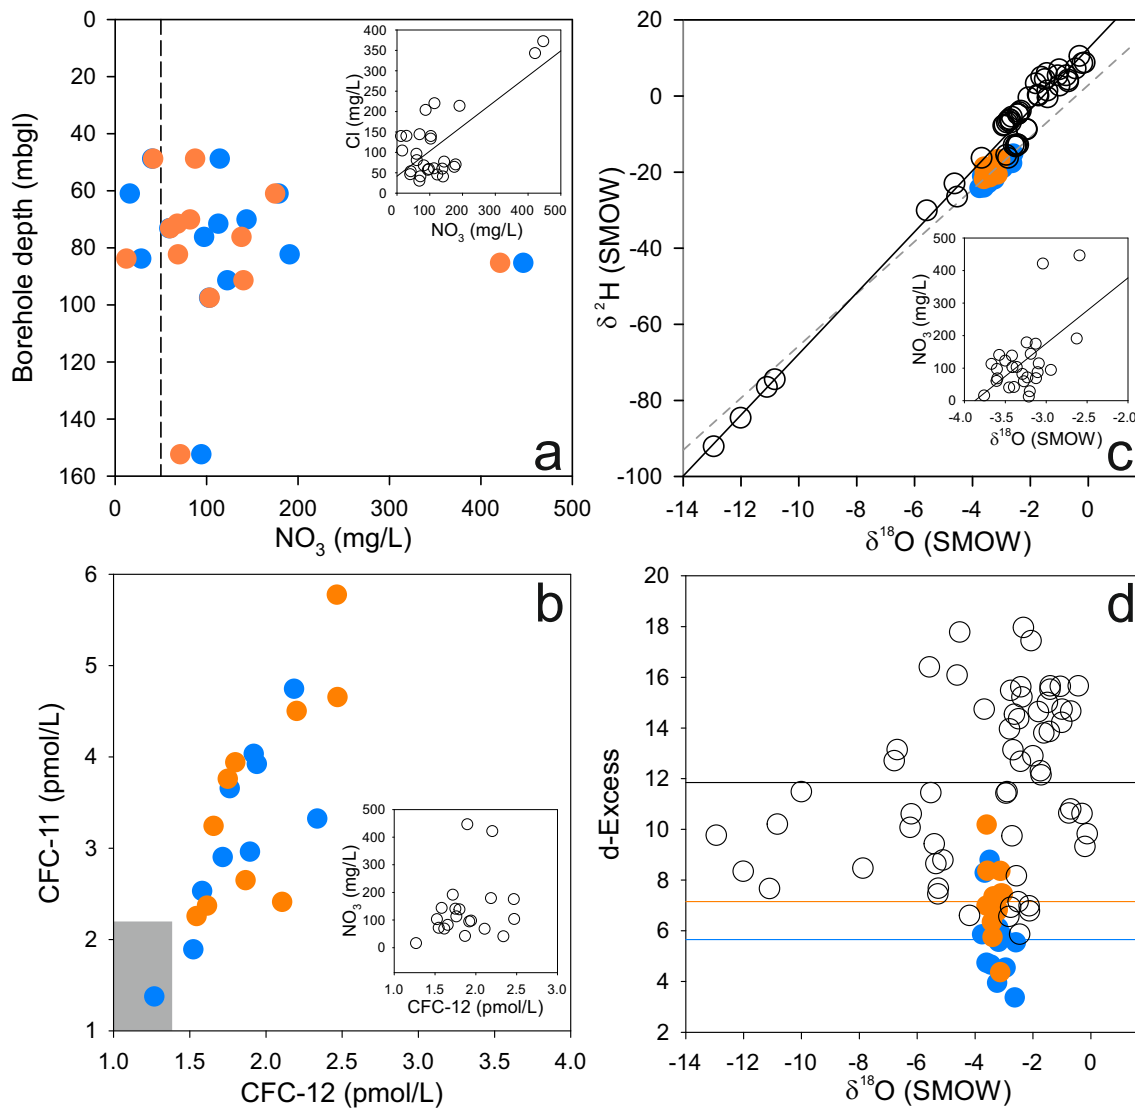 0
20
40
60
80
100
120
140
160
Borehole depth (mbgl)
0
100
200
300
400
500
NO₃ (mg/L)
a
400
350
300
250
200
150
100
50
0
Cl (mg/L)
0 100 200 300 400 500
NO₃ (mg/L)
20
0
-20
-40
-60
-80
-100
δ ²H (SMOW)
-14 -12 -10 -8 -6 -4 -2 0
δ¹⁸O (SMOW)
c
500
400
300
200
100
0
NO₃ (mg/L)
-4.0 -3.5 -3.0 -2.5 -2.0
δ¹⁸O (SMOW)
6
5
4
3
2
1
CFC-11 (pmol/L)
1.0 1.5 2.0 2.5 3.0 3.5 4.0
CFC-12 (pmol/L)
b
500
400
300
200
100
0
NO₃ (mg/L)
1.0 1.5 2.0 2.5 3.0
CFC-12 (pmol/L)
20
18
16
14
12
10
8
6
4
2
d-Excess
-14 -12 -10 -8 -6 -4 -2 0
δ¹⁸O (SMOW)
d